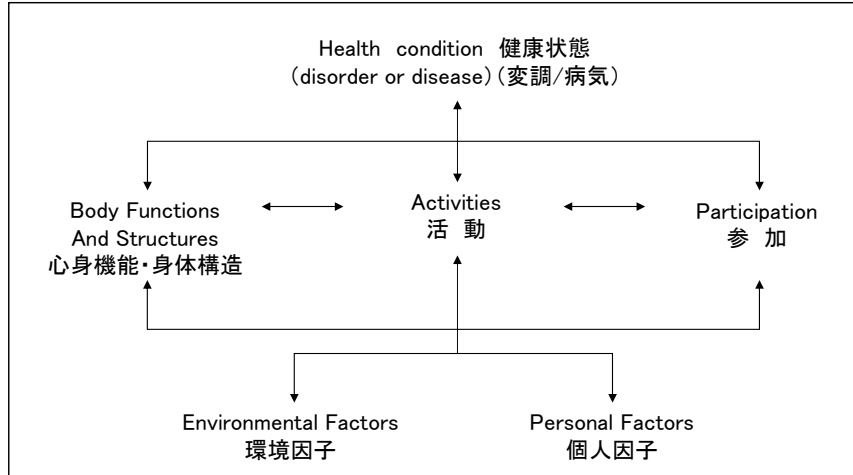 Health condition 健康状態
(disorder or disease)(変調/病気)
Body Functions
And Structures
心身機能・身体構造
Activities
活 動
Participation
参 加
Environmental Factors
環境因子
Personal Factors
個人因子